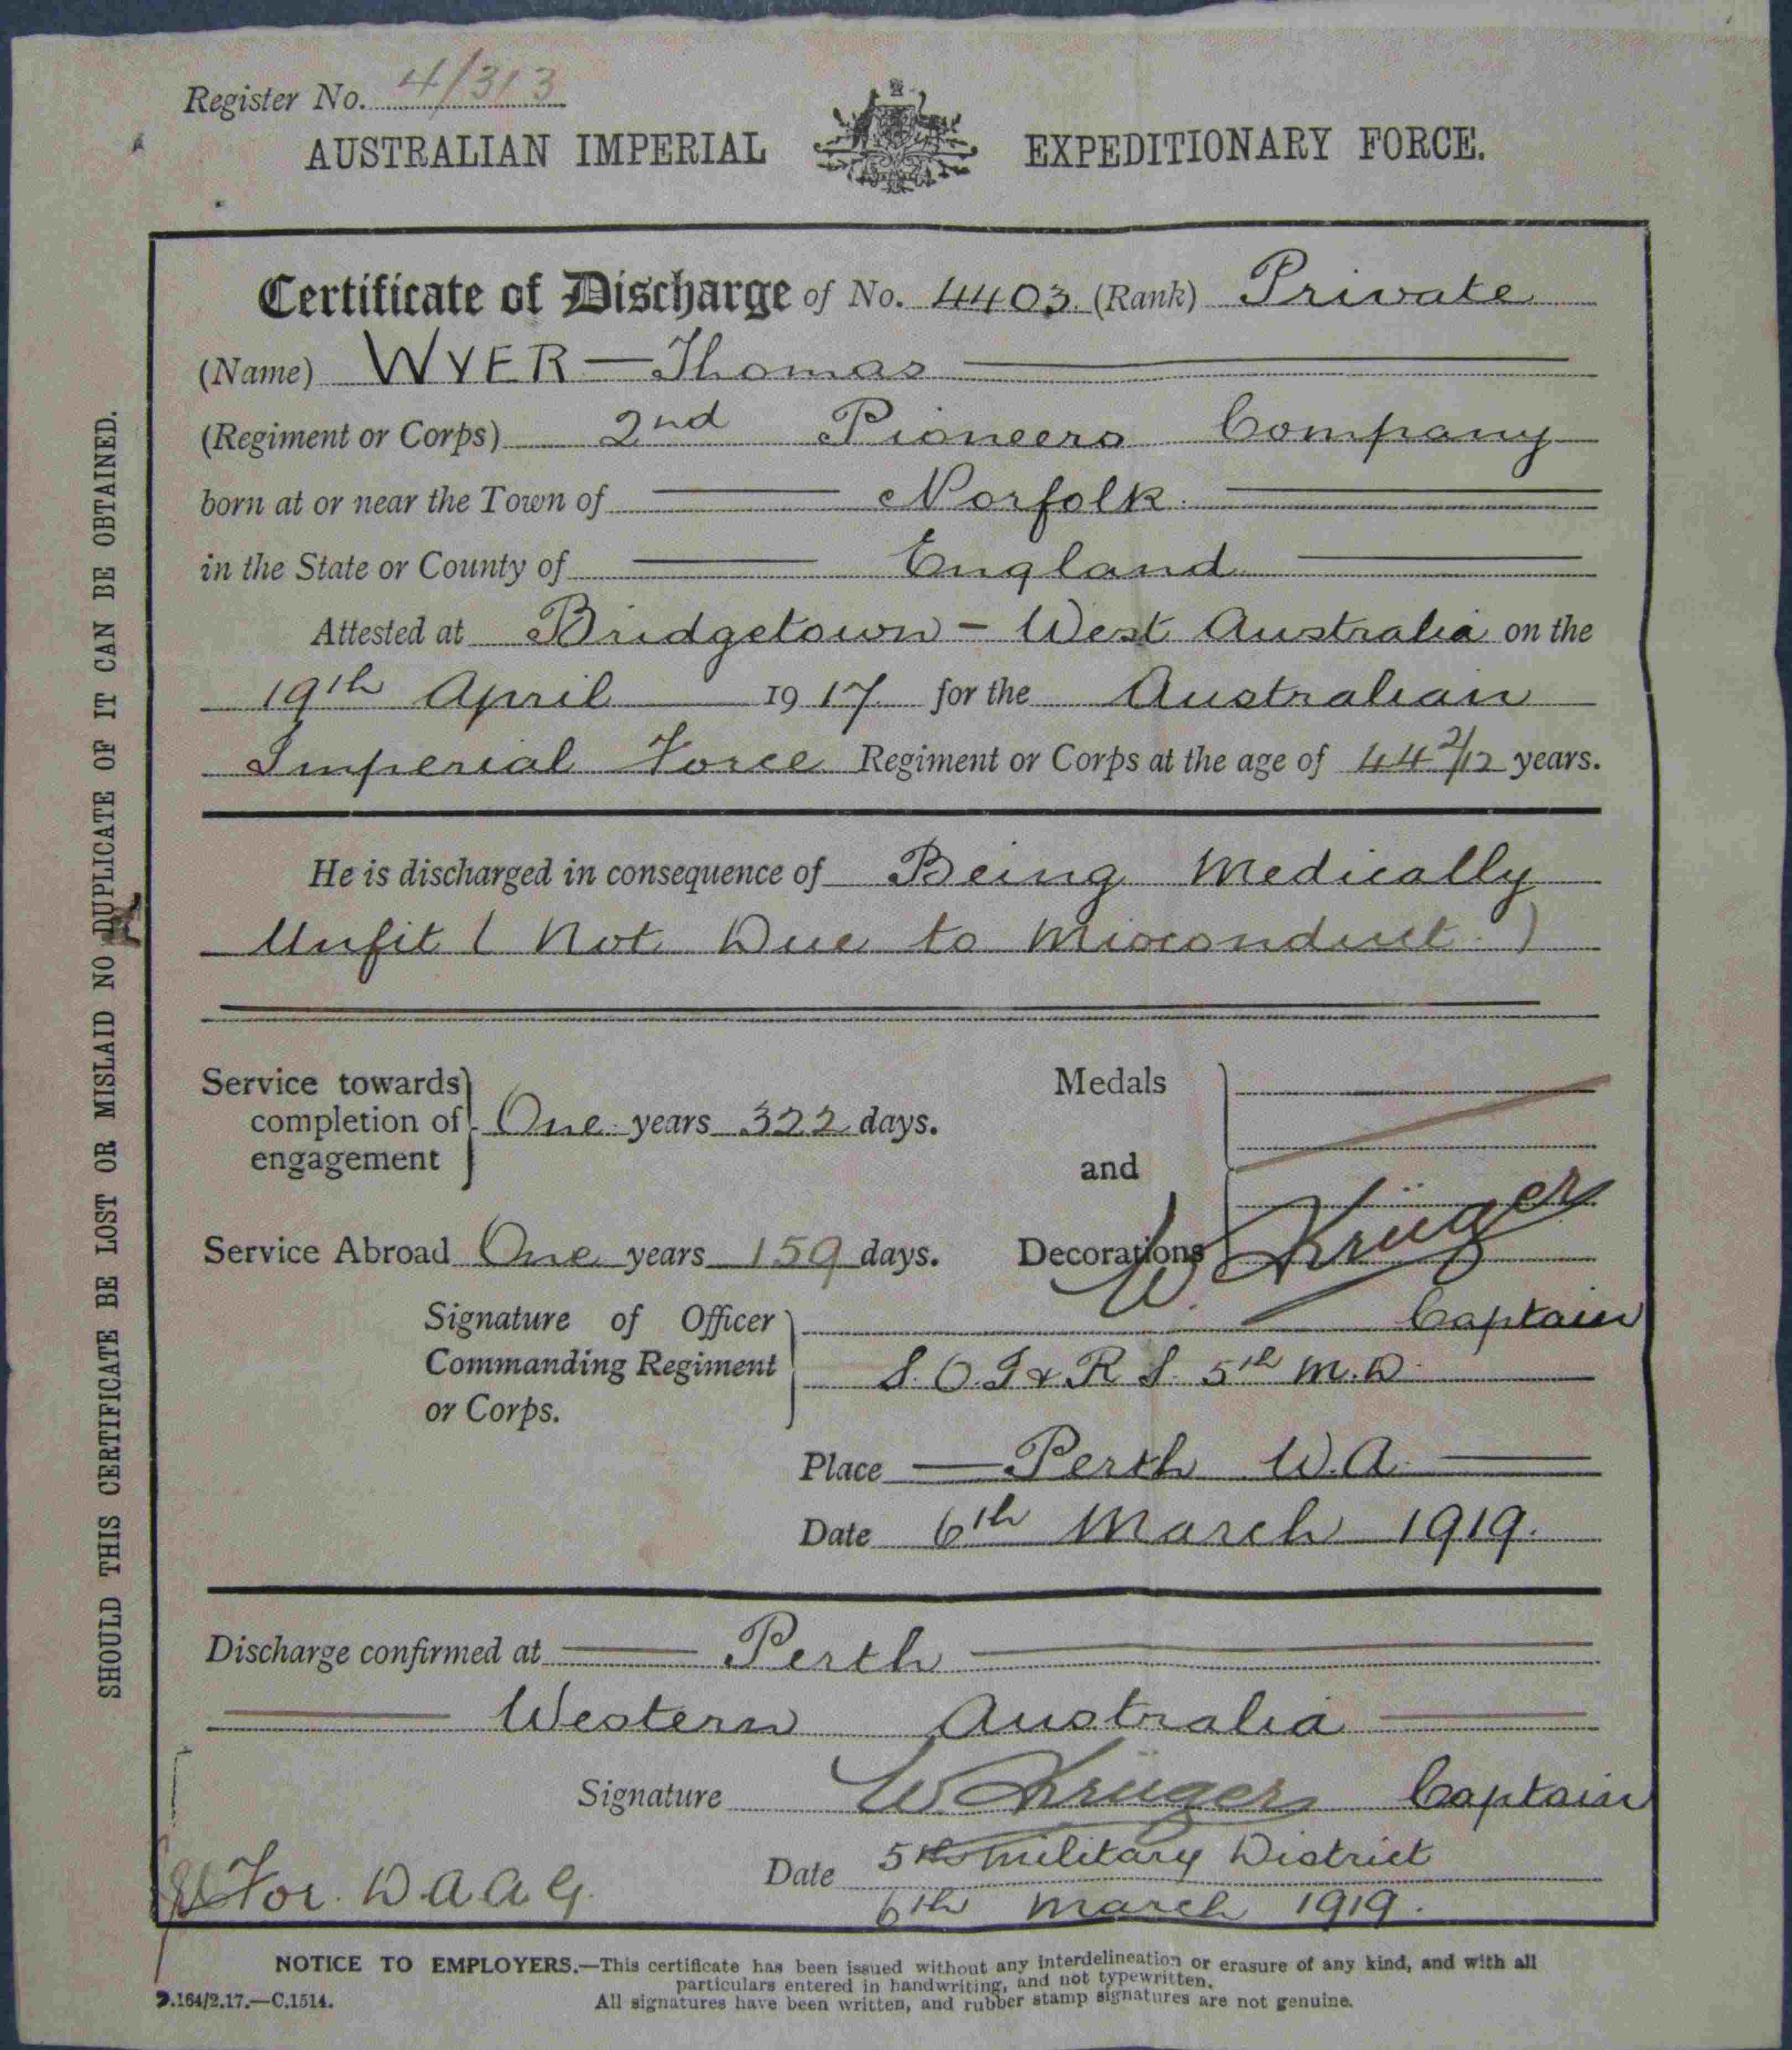 Register No. 4/313
AUSTRALIAN IMPERIAL EXPEDITIONARY FORCE.
Certificate of Discharge of No. 4403. (Rank) Private
(Name) WYER — Thomas
(Regiment or Corps) 2nd Pioneers Company
born at or near the Town of Norfolk.
in the State or County of England
Attested at Bridgetown - West Australia on the
19th April 1917 for the Australian
Imperial Force Regiment or Corps at the age of 44 2/12 years.
He is discharged in consequence of Being Medically
Unfit ( Not Due to Misconduct. )
Service towards completion of engagement } One years 322 days.
Service Abroad One years 159 days.
Medals and Decorations
W Krüger
Signature of Officer Commanding Regiment or Corps. } Captain
S.O.I & R S. 5th M.D.
Place — Perth W.A. —
Date 6th March 1919.
Discharge confirmed at — Perth —
— Western Australia —
Signature W. Krüger Captain
5th Military District
Date 6th March 1919.
For. D A A G.
NOTICE TO EMPLOYERS.—This certificate has been issued without any interdelineation or erasure of any kind, and with all
particulars entered in handwriting, and not typewritten.
D.164/2.17.—C.1514. All signatures have been written, and rubber stamp signatures are not genuine.
SHOULD THIS CERTIFICATE BE LOST OR MISLAID NO DUPLICATE OF IT CAN BE OBTAINED.